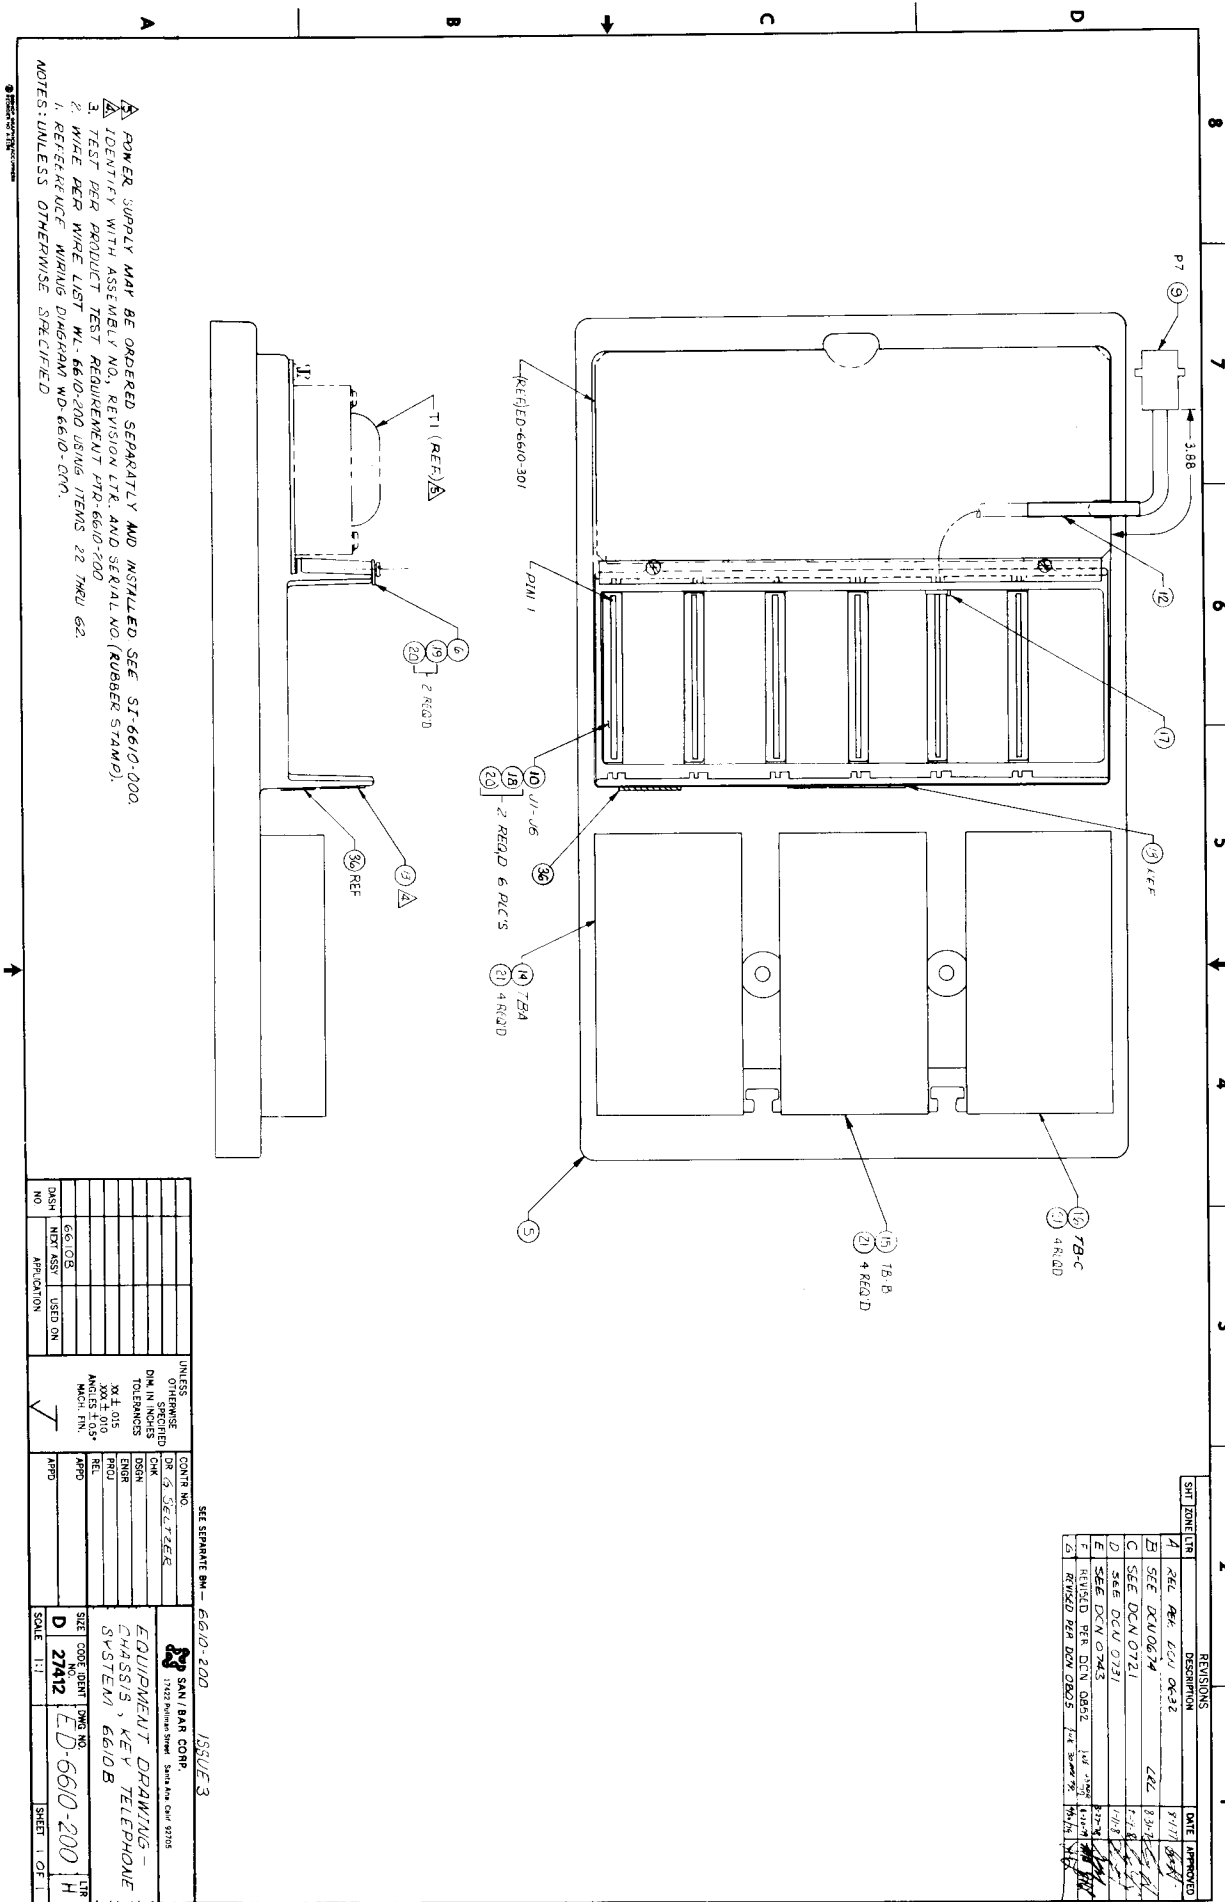 REVISIONS
SHT ZONE LTR DESCRIPTION DATE APPROVED
A REL PER DCN 0632
B SEE DCN 0674
C SEE DCN 0721
D SEE DCN 0731
E SEE DCN 0743
F REVISED PER DCN 0852
G REVISED PER DCN 0805
8
7
6
5
4
3
2
1
D
C
B
A
P7 9
3.88
12
17
13 REF
(REF) ED-6610-301
PIN 1
10 J1-J6
18
20
2 REQ,D 6 PLC'S
36
16 TB-C
21 4 REQD
15 TB-B
21 4 REQ'D
14 TBA
21 4 REQ'D
5
T1 (REF) 5
6
19
20
2 REQ'D
13 4
36 REF
5 POWER SUPPLY MAY BE ORDERED SEPARATLY AND INSTALLED. SEE SI-6610-000.
4. IDENTIFY WITH ASSEMBLY NO., REVISION LTR. AND SERIAL NO. (RUBBER STAMP).
3. TEST PER PRODUCT TEST REQUIREMENT PTR-6610-200
2. WIRE PER WIRE LIST WL-6610-200 USING ITEMS 22 THRU 62.
1. REFERENCE WIRING DIAGRAM WD-6610-000.
NOTES: UNLESS OTHERWISE SPECIFIED
SEE SEPARATE BM- 6610-200 ISSUE 3
6610B
DASH NO NEXT ASSY USED ON
APPLICATION
UNLESS OTHERWISE SPECIFIED
DIM. IN INCHES
TOLERANCES
.XX ± .015
.XXX ± .010
ANGLES ± 0.5°
MACH. FIN.
CONTR NO.
DR G SELTZER
CHK
DSGN
ENGR
PROJ
REL
APPD
APPD
SAN/BAR CORP.
17422 Pullman Street Santa Ana, Calif 92705
EQUIPMENT DRAWING-
CHASSIS, KEY TELEPHONE
SYSTEM 6610B
SIZE CODE IDENT NO. DWG NO. LTR
D 27412 ED-6610-200 H
SCALE 1:1 SHEET 1 OF 1